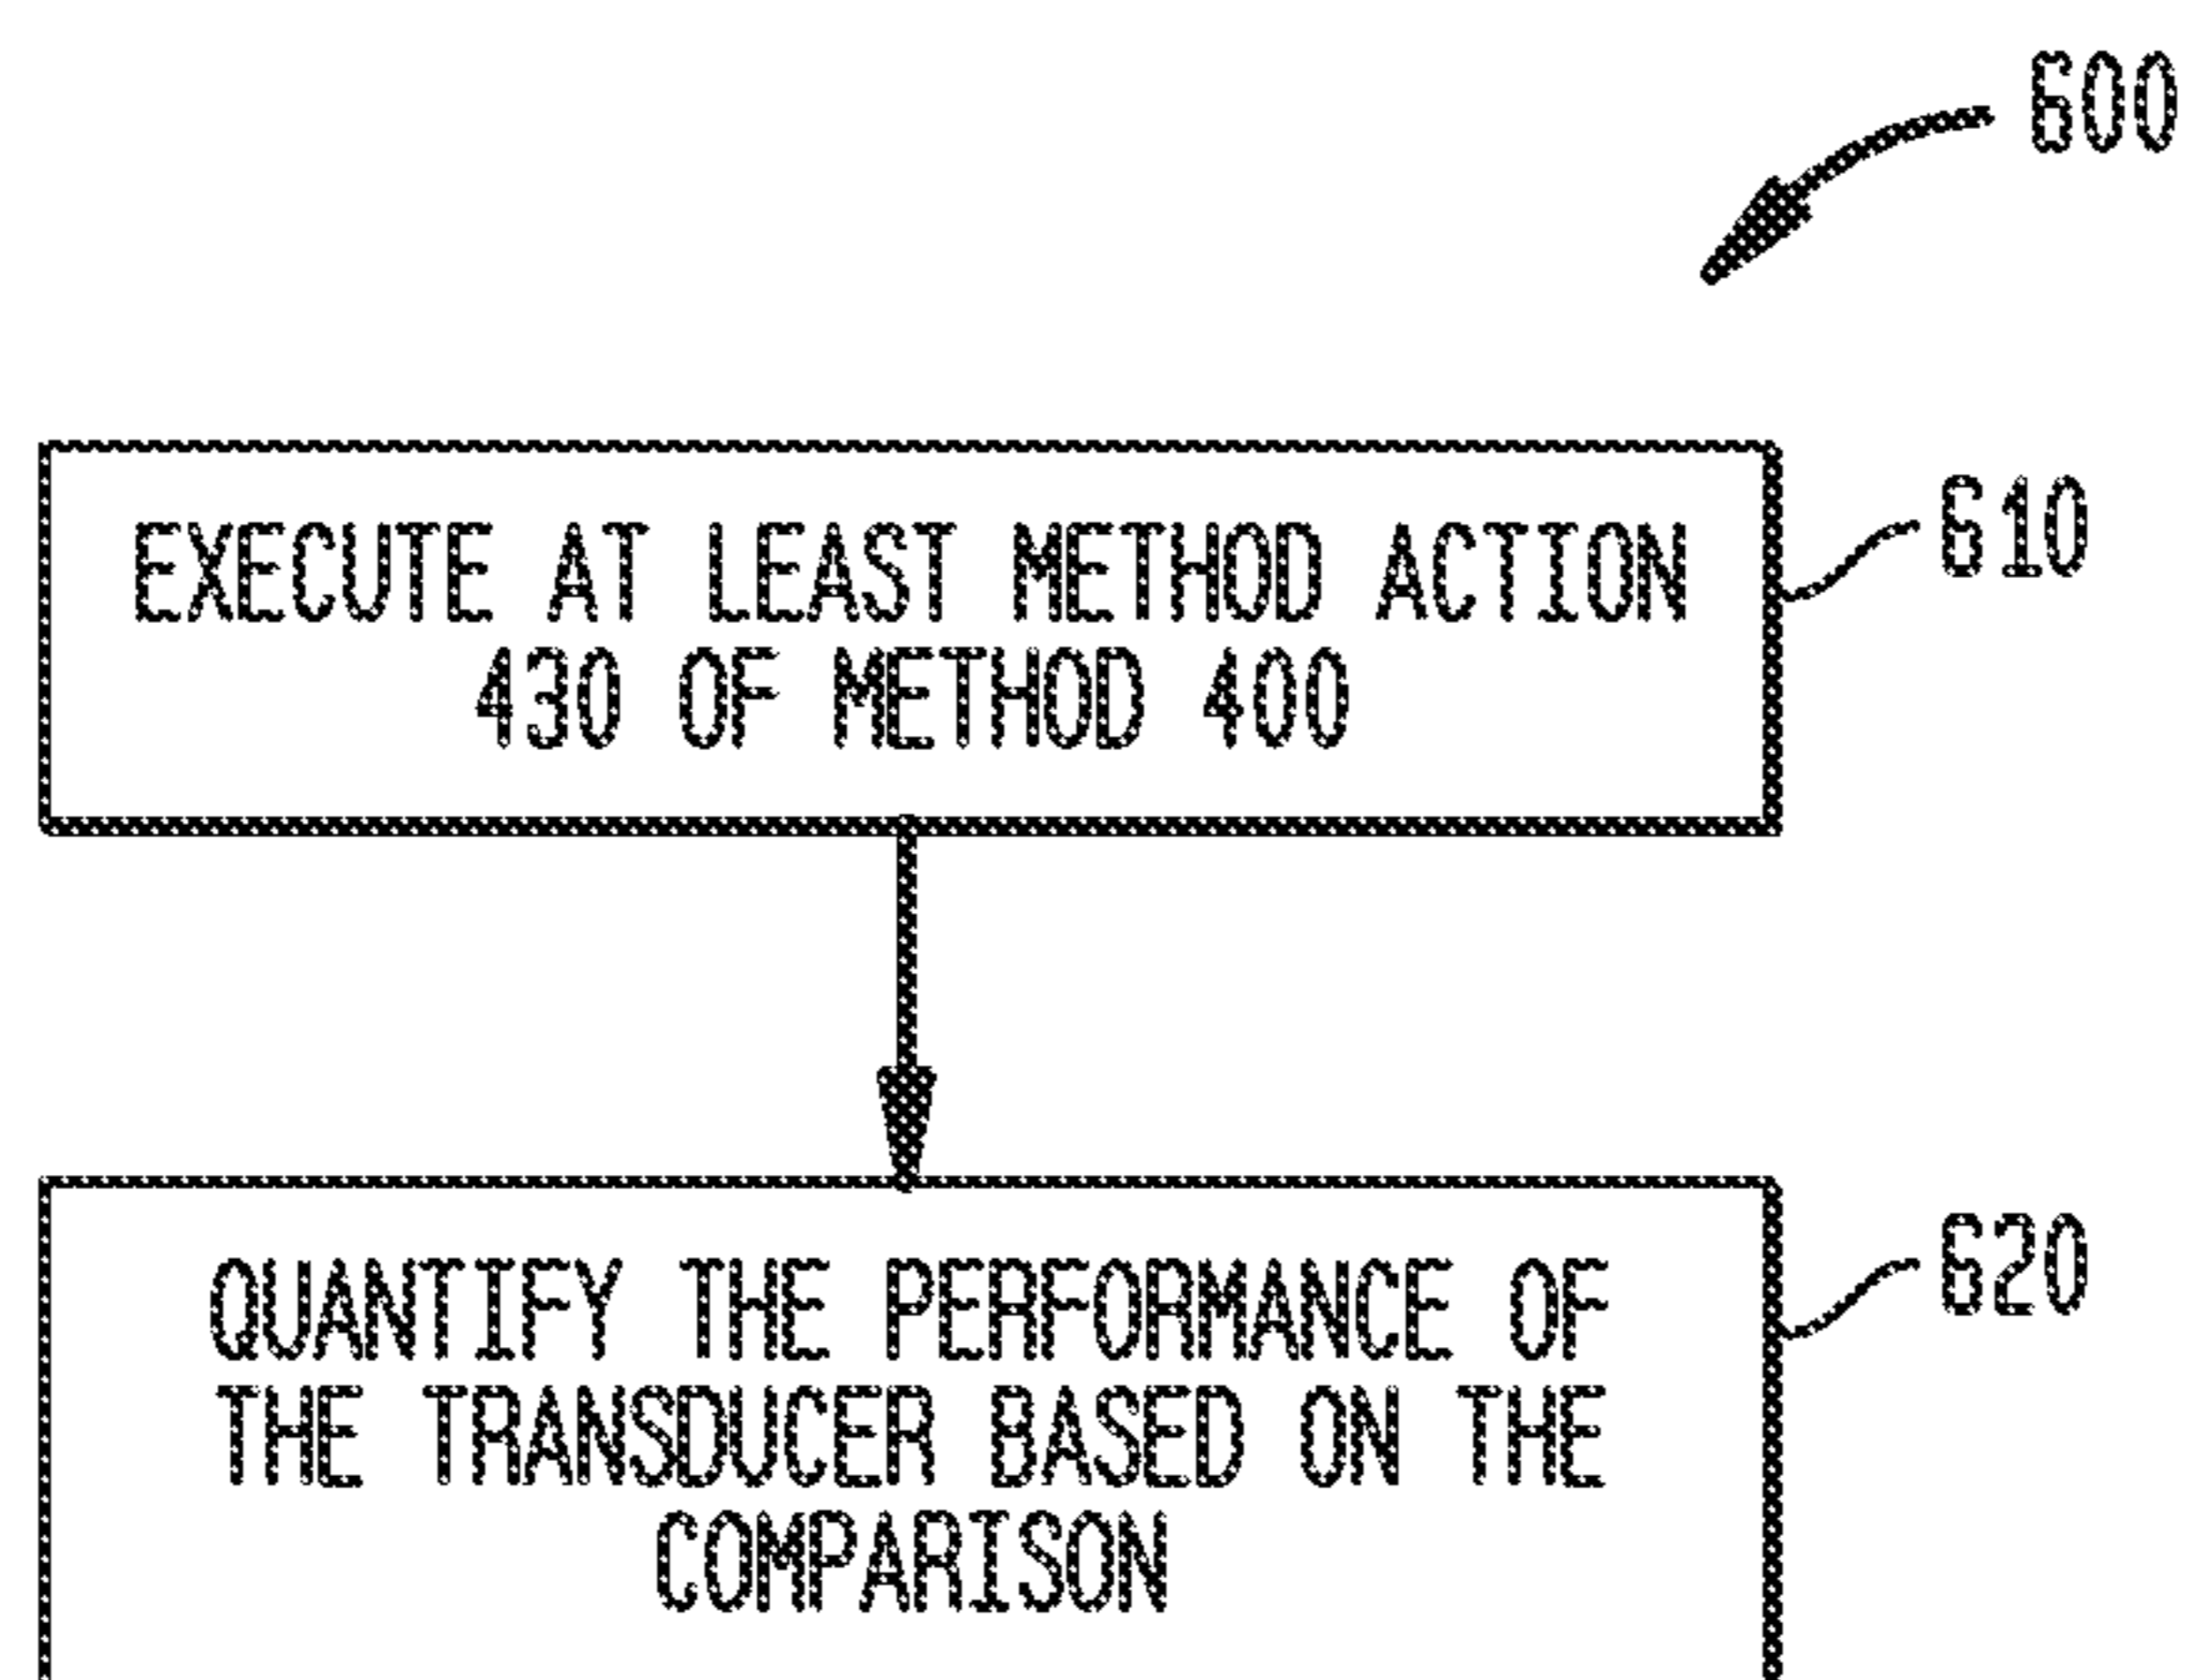 600
EXECUTE AT LEAST METHOD ACTION
430 OF METHOD 400
610
QUANTIFY THE PERFORMANCE OF
THE TRANSDUCER BASED ON THE
COMPARISON
620